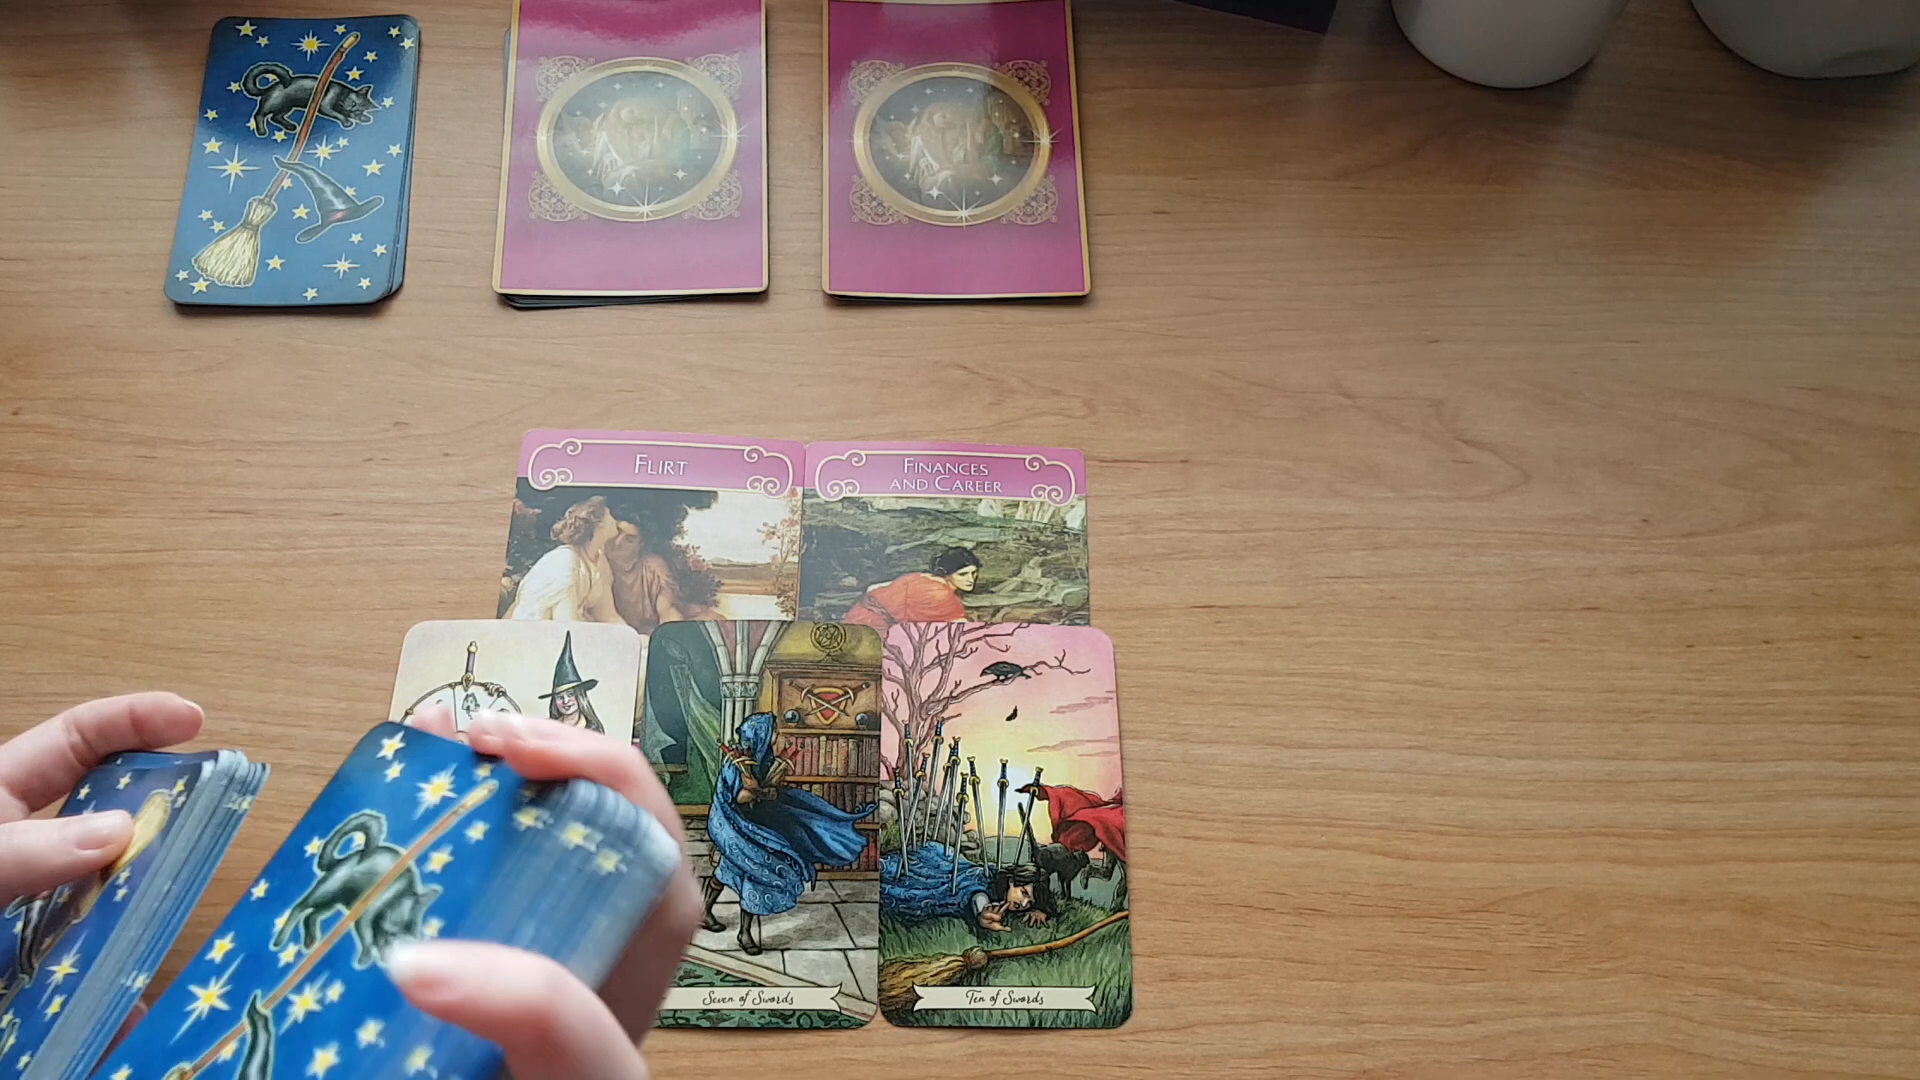 FLIRT
FINANCES
AND CAREER
Seven of Swords
Ten of Swords